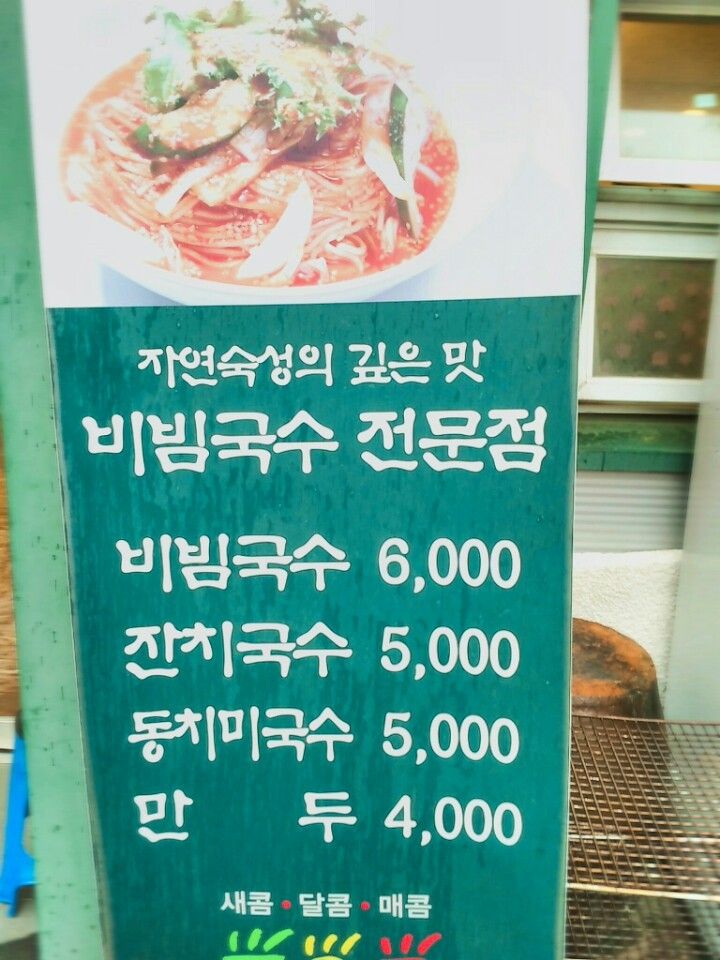 자연숙성의 깊은 맛
비빔국수 전문점
비빔국수 6,000
잔치국수 5,000
동치미국수 5,000
만 두 4,000
새콤·달콤·매콤